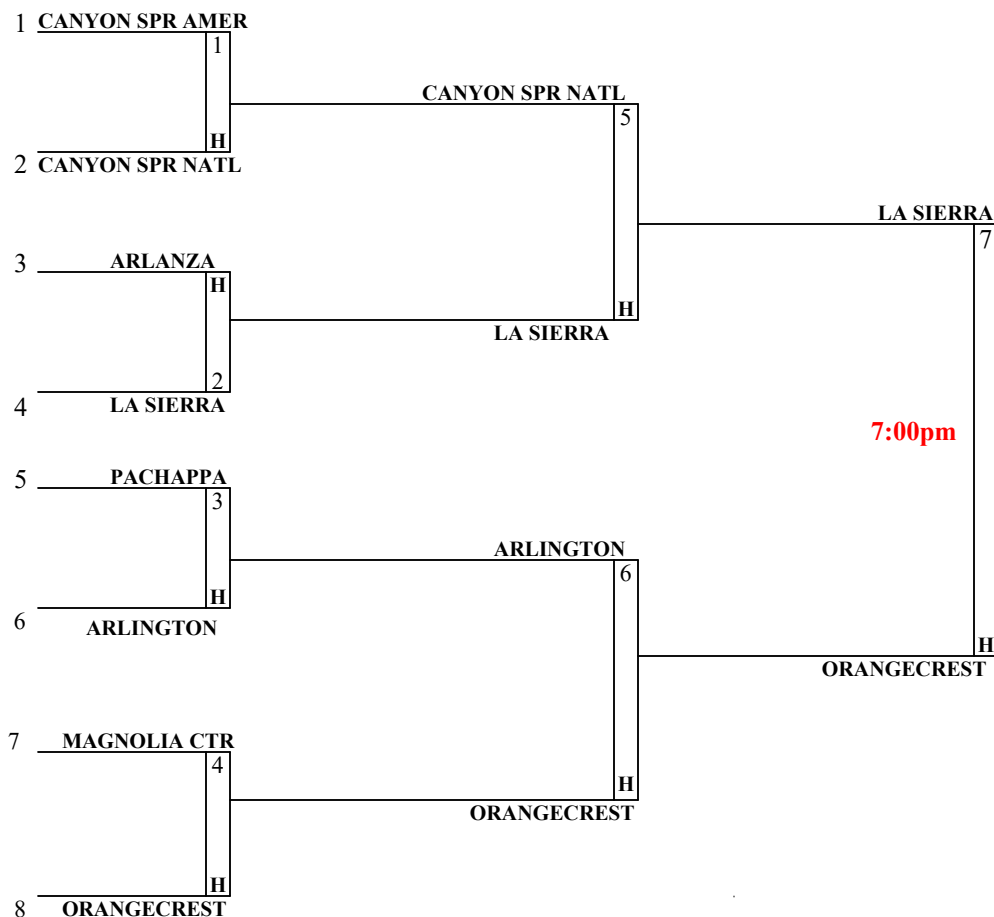 1 CANYON SPR AMER
1
CANYON SPR NATL
5
H
2 CANYON SPR NATL
LA SIERRA
7
3 ARLANZA
H
H
LA SIERRA
2
4 LA SIERRA
7:00pm
5 PACHAPPA
3
ARLINGTON
6
H
6 ARLINGTON
H
ORANGECREST
7 MAGNOLIA CTR
4
H
ORANGECREST
H
8 ORANGECREST